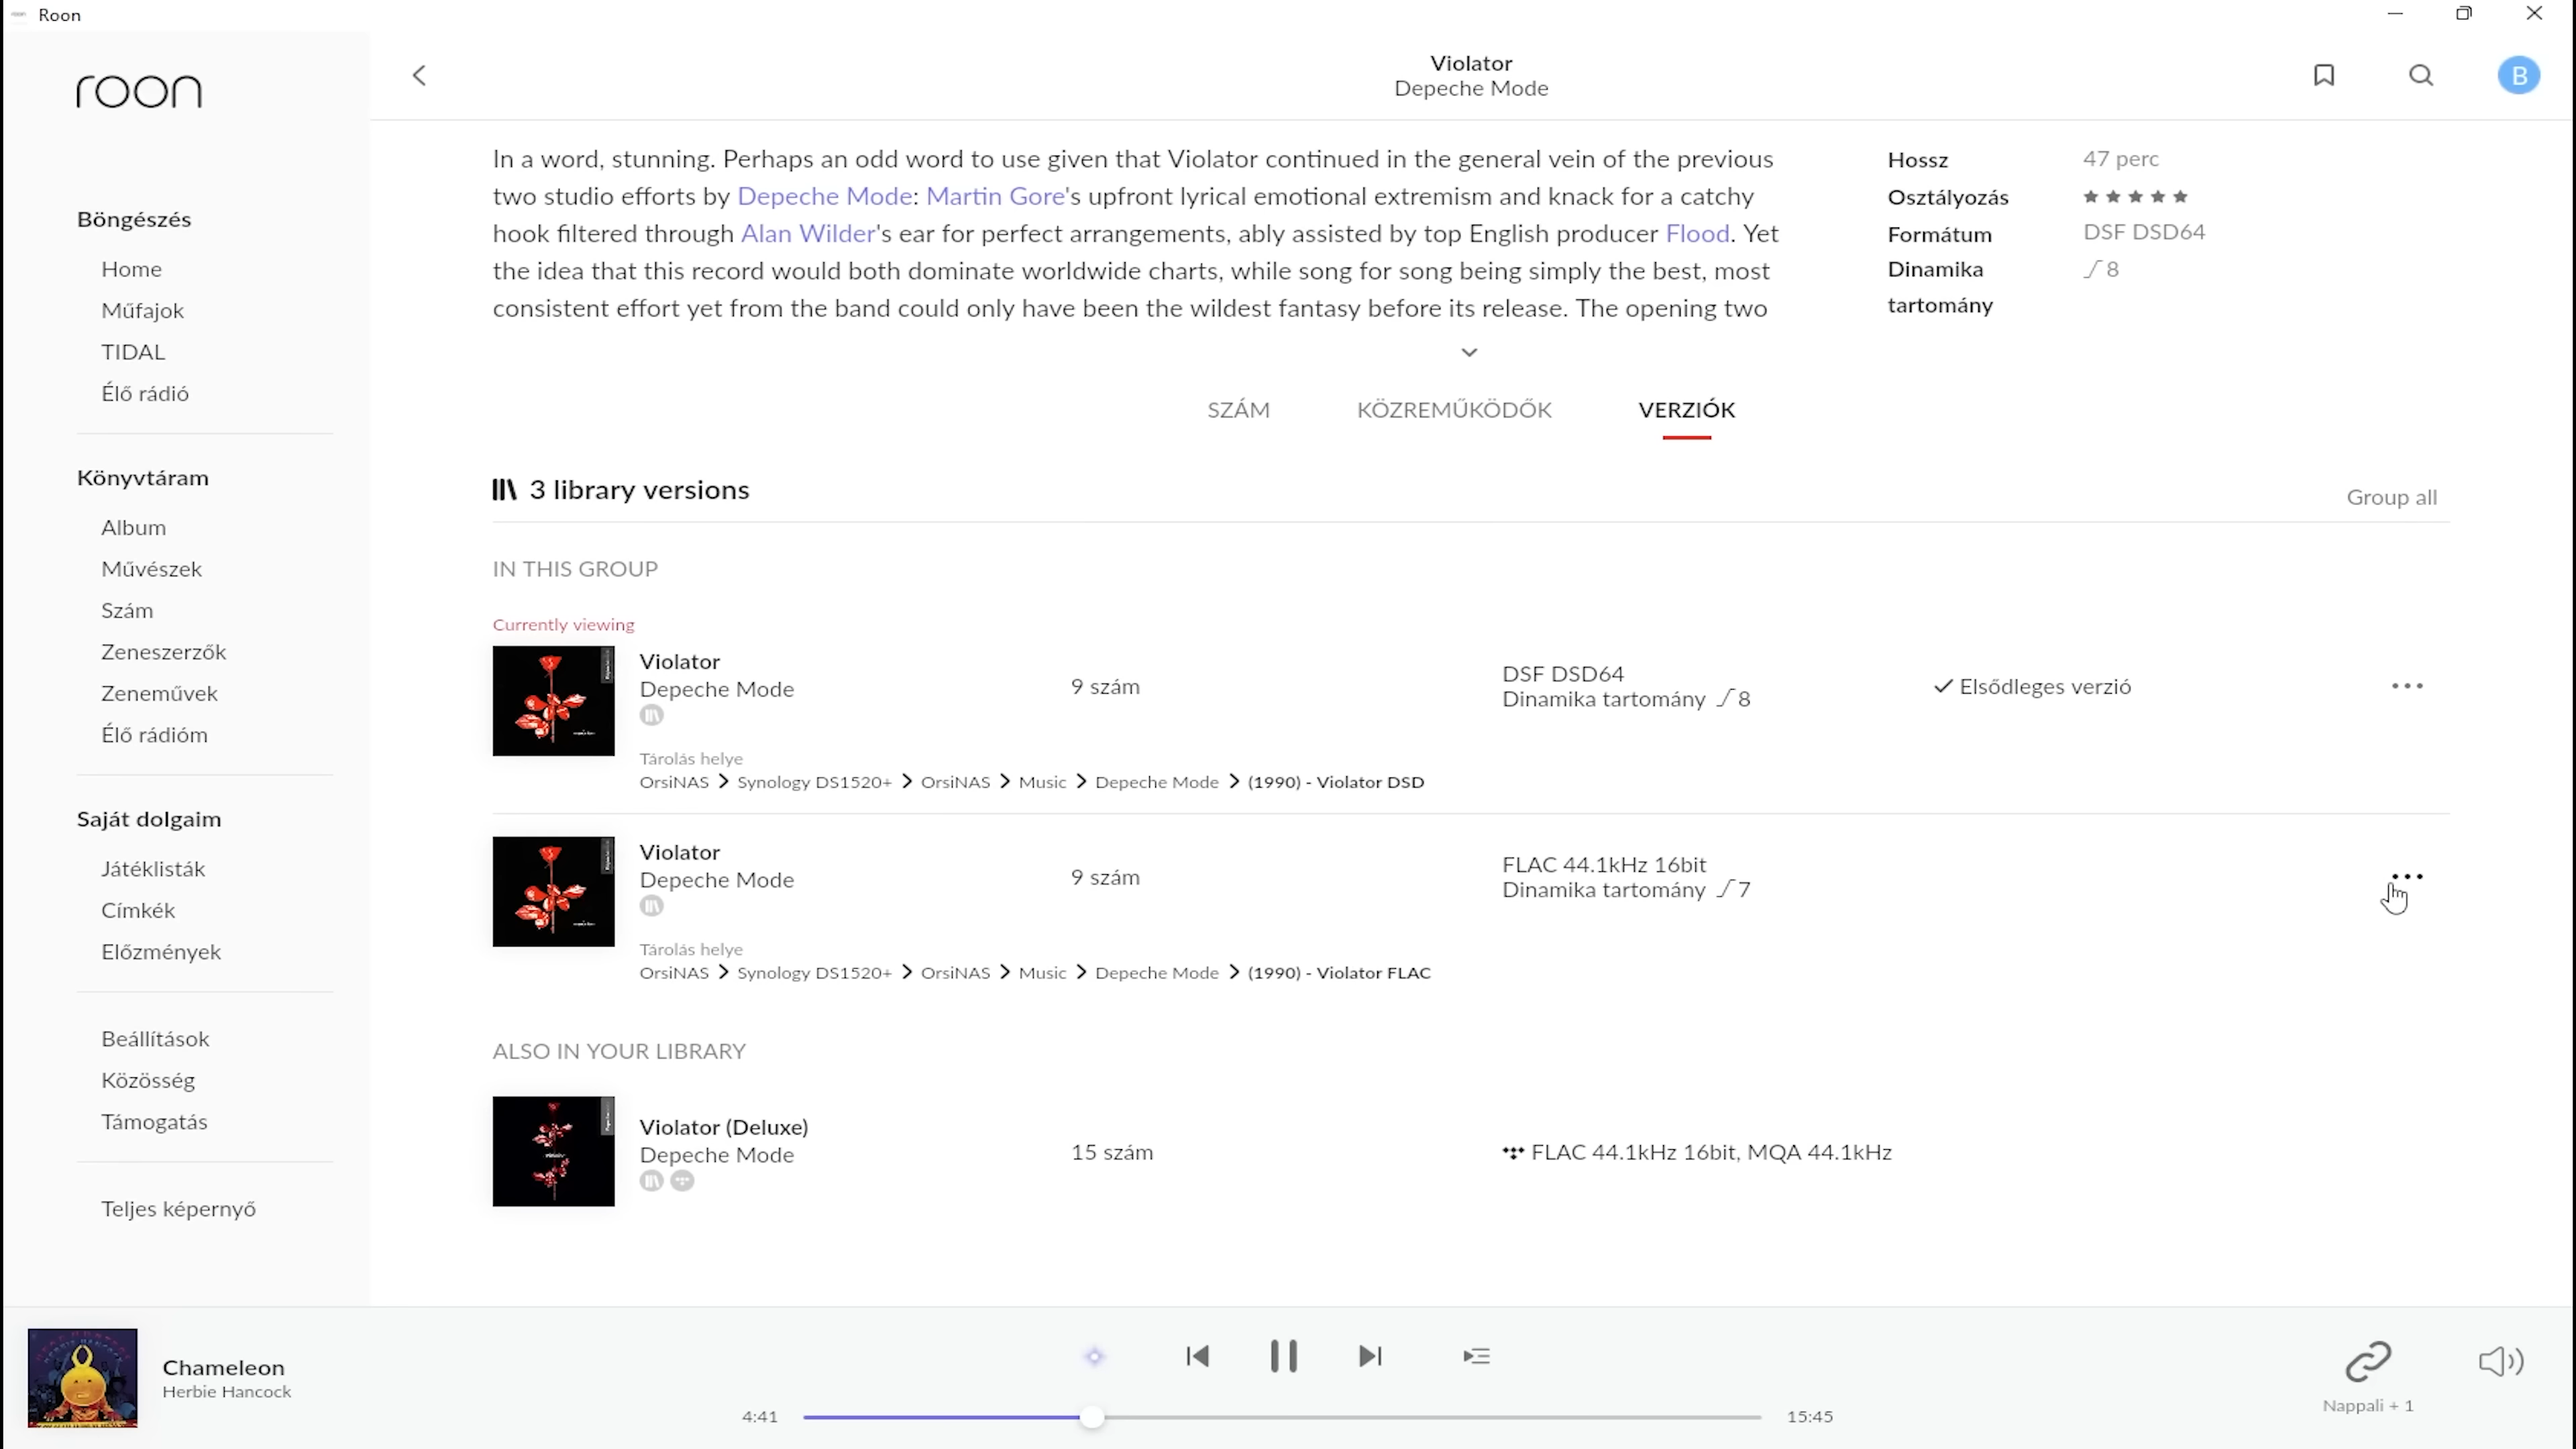 Roon
roon
Böngészés
Home
Műfajok
TIDAL
Élő rádió
Könyvtáram
Album
Művészek
Szám
Zeneszerzők
Zeneművek
Élő rádióm
Saját dolgaim
Játéklisták
Címkék
Előzmények
Beállítások
Közösség
Támogatás
Teljes képernyő
Violator
Depeche Mode
B
In a word, stunning. Perhaps an odd word to use given that Violator continued in the general vein of the previous
two studio efforts by Depeche Mode: Martin Gore's upfront lyrical emotional extremism and knack for a catchy
hook filtered through Alan Wilder's ear for perfect arrangements, ably assisted by top English producer Flood. Yet
the idea that this record would both dominate worldwide charts, while song for song being simply the best, most
consistent effort yet from the band could only have been the wildest fantasy before its release. The opening two
Hossz 47 perc
Osztályozás ★★★★★
Formátum DSF DSD64
Dinamika 8
tartomány
SZÁM KÖZREMŰKÖDŐK VERZIÓK
3 library versions
Group all
IN THIS GROUP
Currently viewing
Violator
Depeche Mode
9 szám
DSF DSD64
Dinamika tartomány 8
Elsődleges verzió
Tárolás helye
OrsiNAS > Synology DS1520+ > OrsiNAS > Music > Depeche Mode > (1990) - Violator DSD
Violator
Depeche Mode
9 szám
FLAC 44.1kHz 16bit
Dinamika tartomány 7
Tárolás helye
OrsiNAS > Synology DS1520+ > OrsiNAS > Music > Depeche Mode > (1990) - Violator FLAC
ALSO IN YOUR LIBRARY
Violator (Deluxe)
Depeche Mode
15 szám
FLAC 44.1kHz 16bit, MQA 44.1kHz
Chameleon
Herbie Hancock
4:41
15:45
Nappali + 1